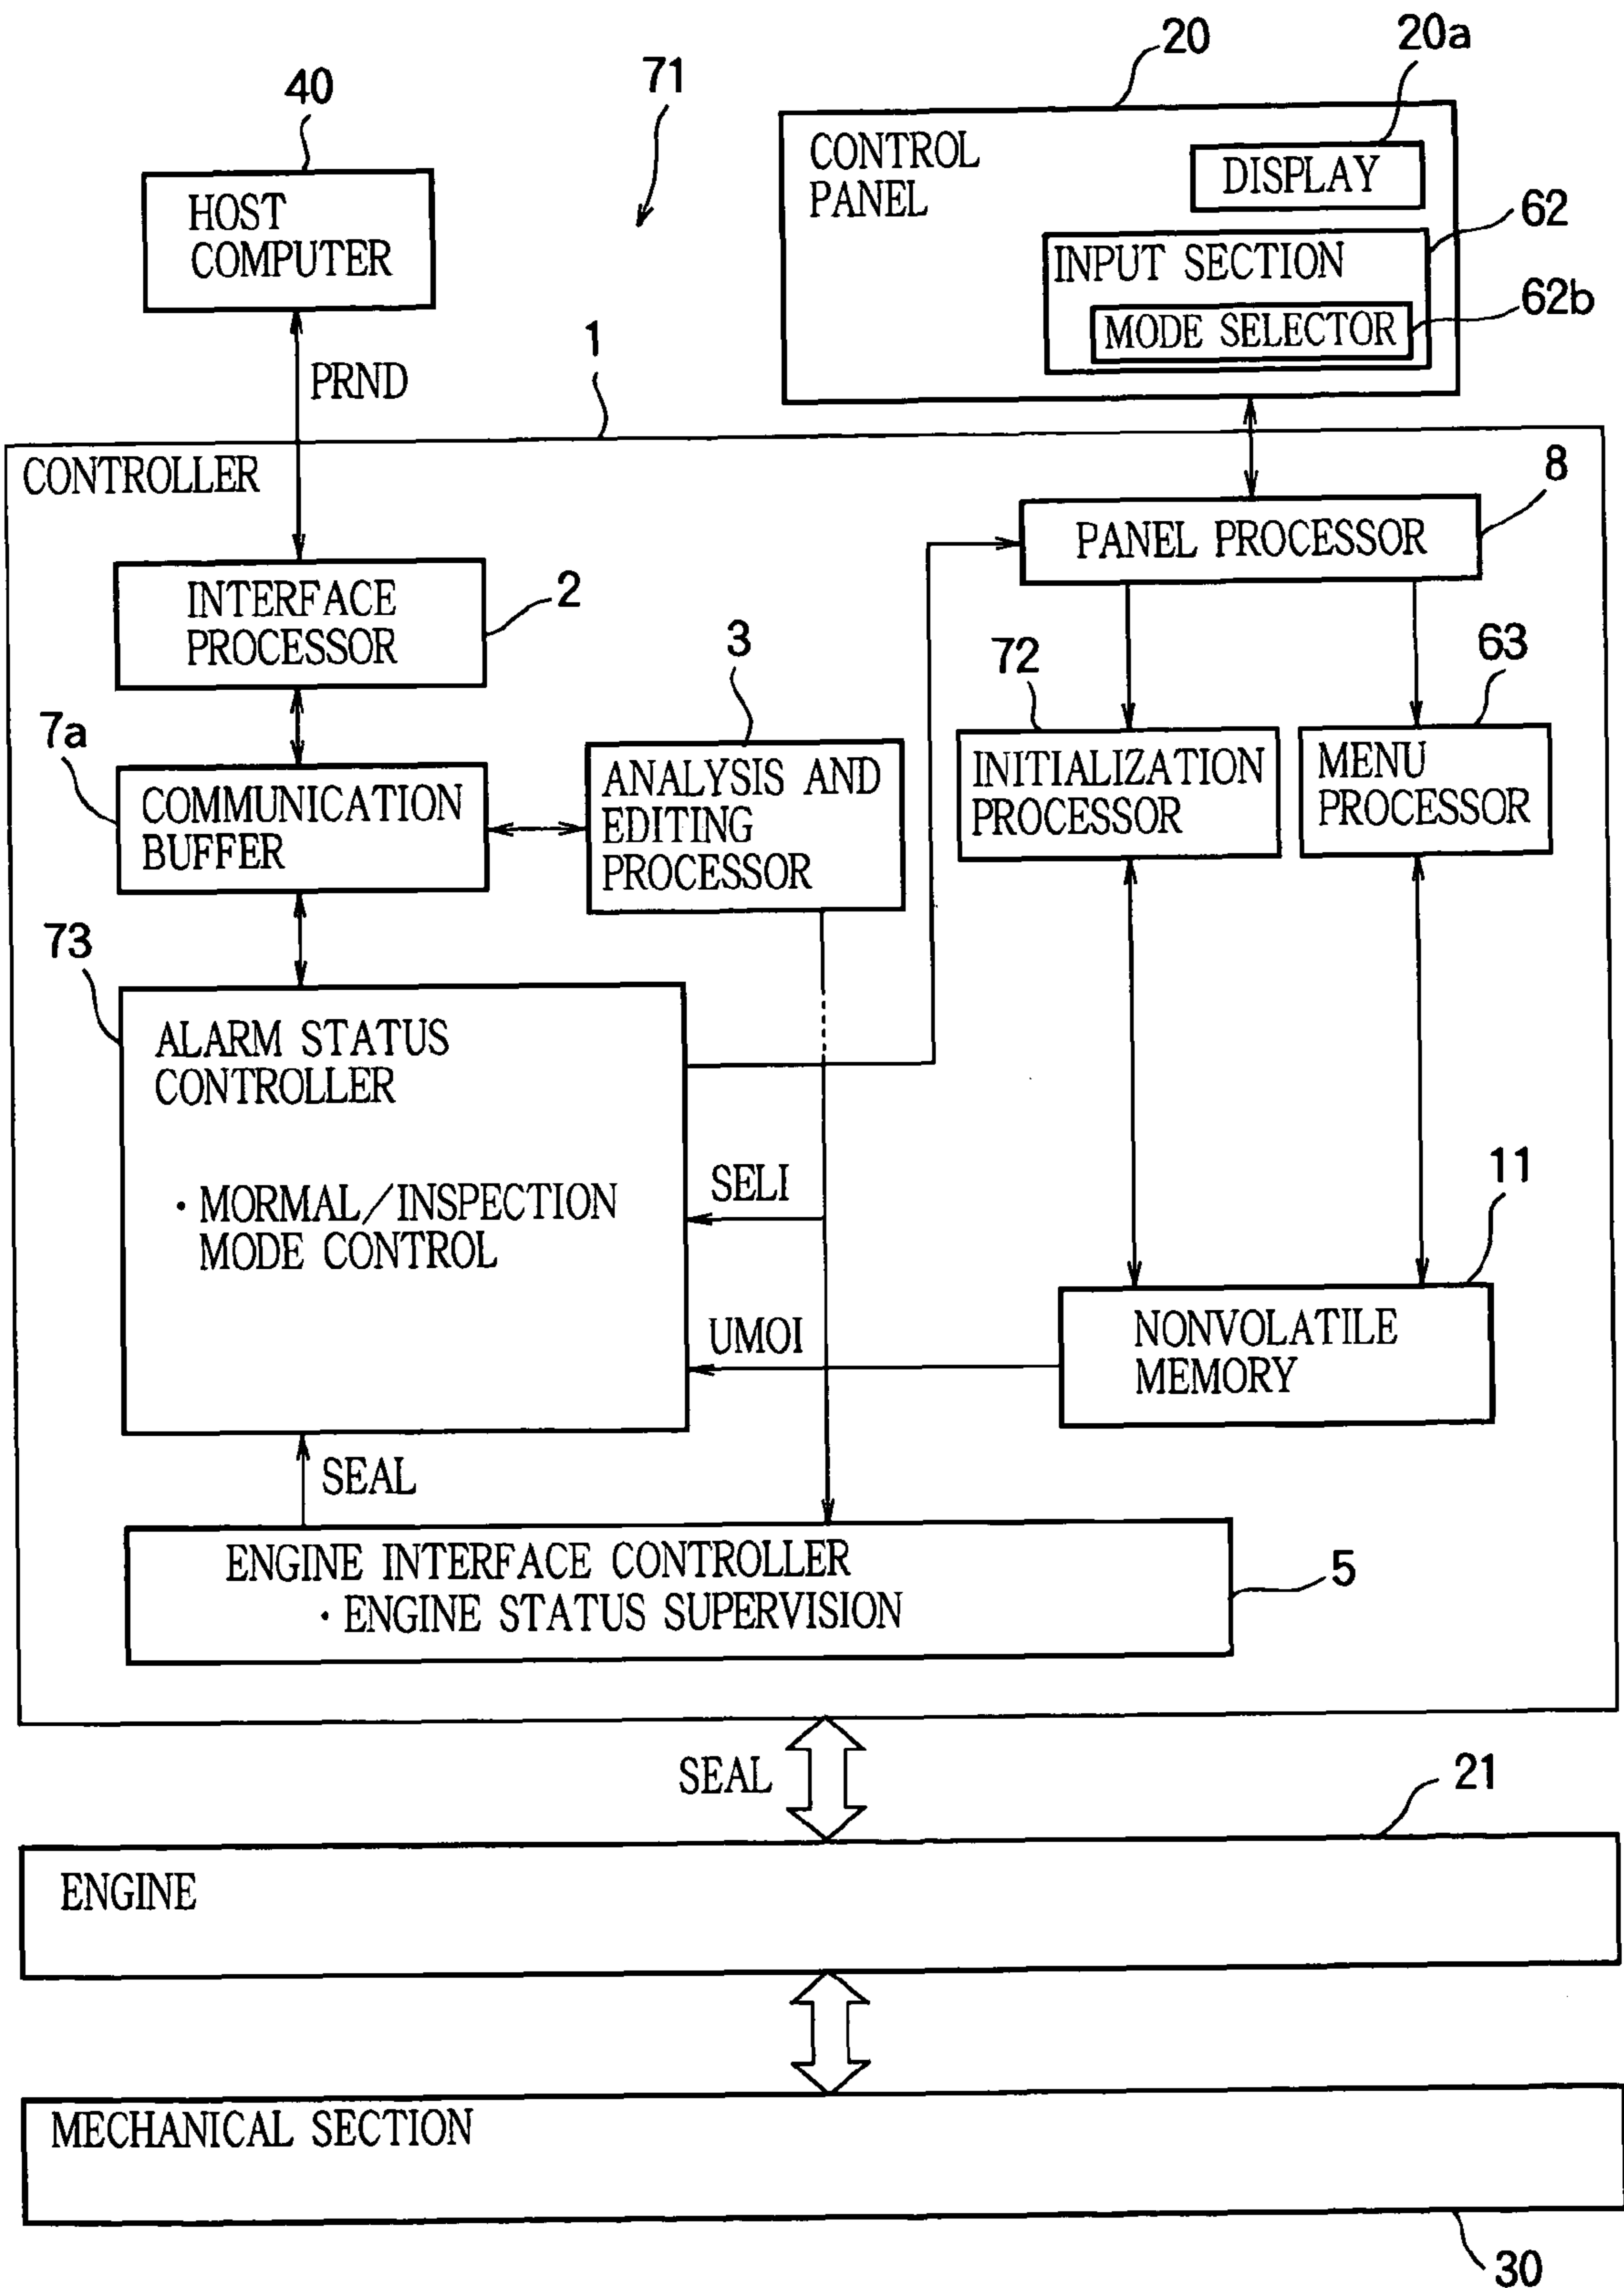 20
20a
71
40
CONTROL
PANEL
DISPLAY
HOST
COMPUTER
62
INPUT SECTION
62b
MODE SELECTOR
1
PRND
CONTROLLER
8
PANEL PROCESSOR
INTERFACE
PROCESSOR
2
3
72
63
7a
ANALYSIS AND
EDITING
PROCESSOR
INITIALIZATION
PROCESSOR
MENU
PROCESSOR
COMMUNICATION
BUFFER
73
ALARM STATUS
CONTROLLER
· MORMAL/INSPECTION
MODE CONTROL
SELI
11
UMOI
NONVOLATILE
MEMORY
SEAL
ENGINE INTERFACE CONTROLLER
· ENGINE STATUS SUPERVISION
5
SEAL
21
ENGINE
MECHANICAL SECTION
30